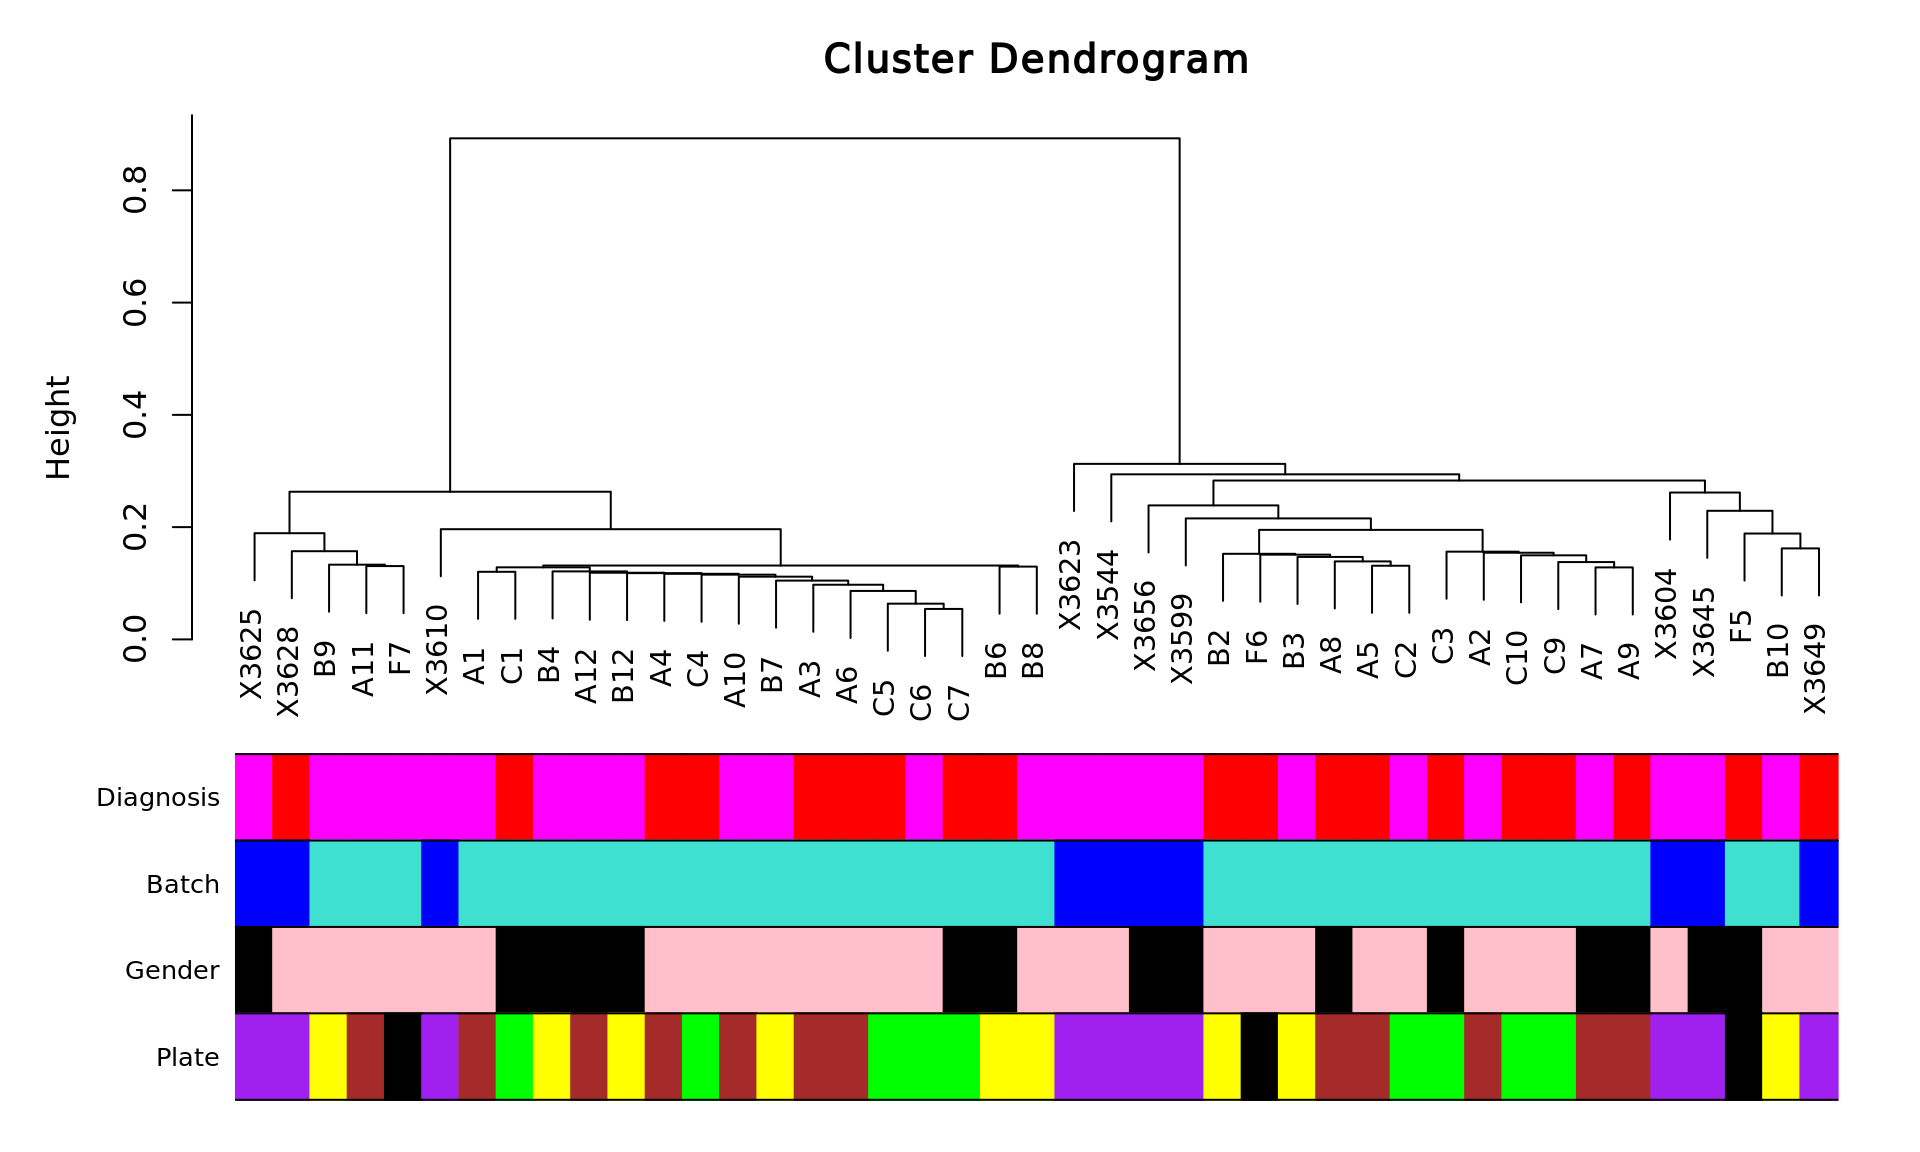 Cluster Dendrogram
Height
0.0
0.2
0.4
0.6
0.8
X3625
X3628
B9
A11
F7
X3610
A1
C1
B4
A12
B12
A4
C4
A10
B7
A3
A6
C5
C6
C7
B6
B8
X3623
X3544
X3656
X3599
B2
F6
B3
A8
A5
C2
C3
A2
C10
C9
A7
A9
X3604
X3645
F5
B10
X3649
Diagnosis
Batch
Gender
Plate